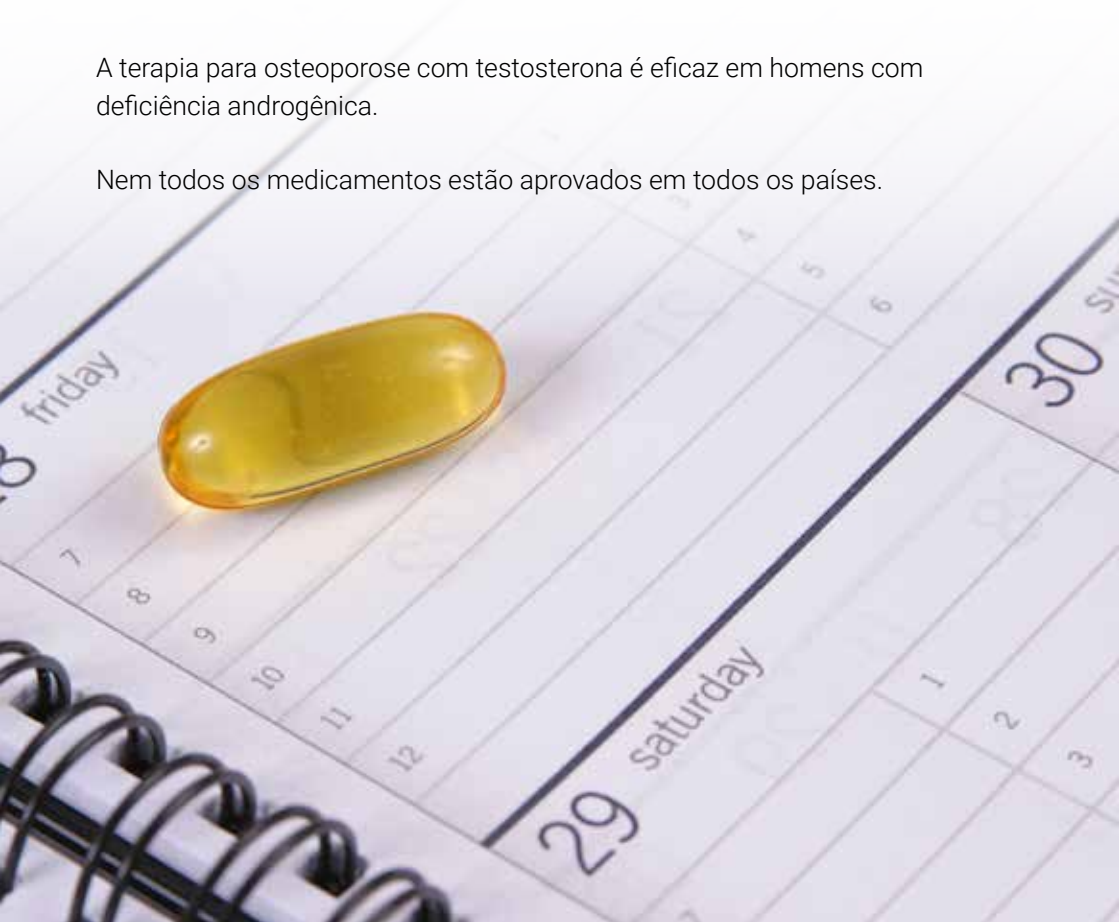 A terapia para osteoporose com testosterona é eficaz em homens com
deficiência androgênica.
Nem todos os medicamentos estão aprovados em todos os países.
3
4
5
6
friday
30
7
8
9
10
11
12
29 saturday
1
2
3